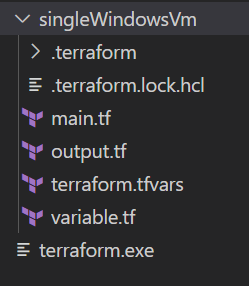 singleWindowsVm
.terraform
.terraform.lock.hcl
main.tf
output.tf
terraform.tfvars
variable.tf
terraform.exe